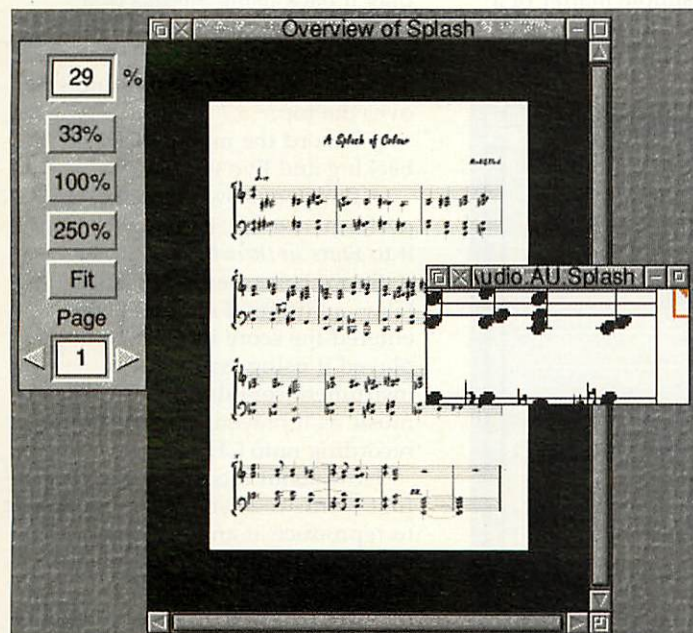 Overview of Splash
29 %
33%
100%
250%
Fit
Page
1
A Splash of Colour
udio.AU.Splash